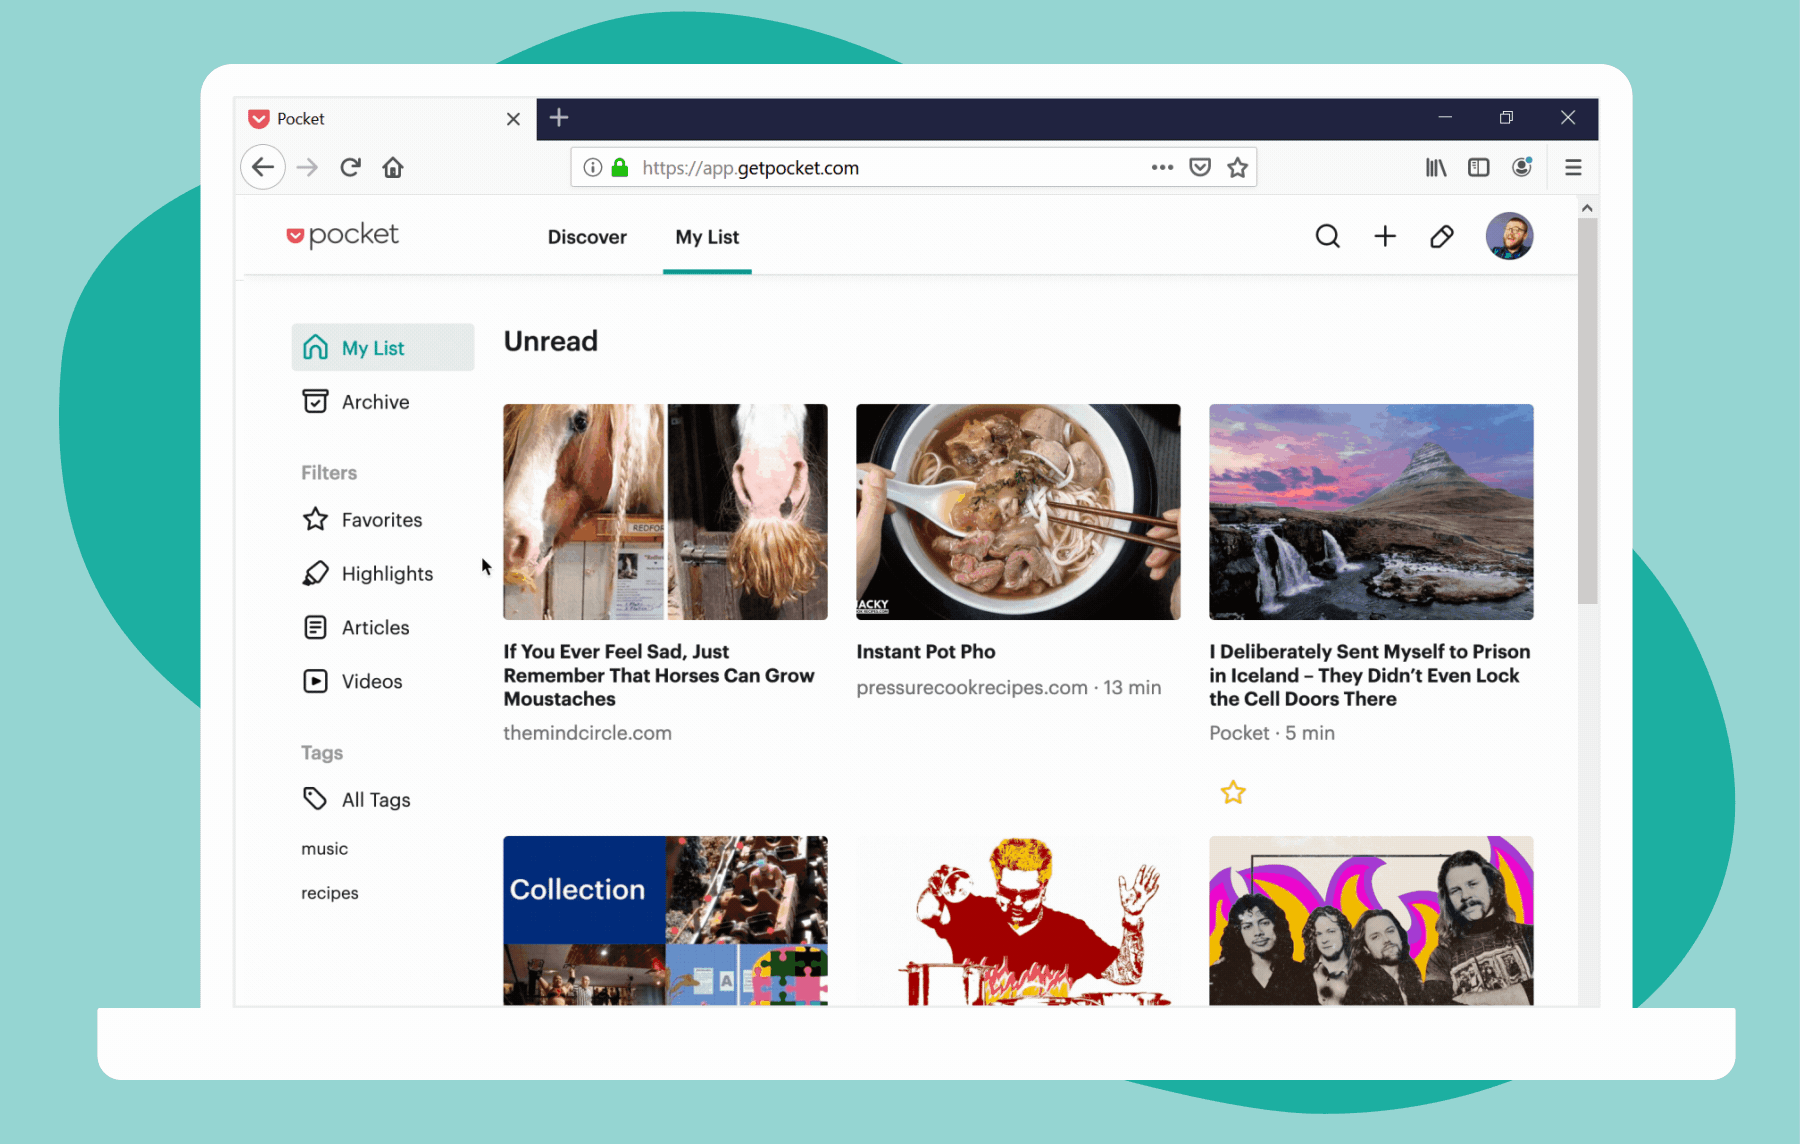 Pocket
https://app.getpocket.com
pocket
Discover
My List
My List
Archive
Filters
Favorites
Highlights
Articles
Videos
Tags
All Tags
music
recipes
Unread
REDFOR
If You Ever Feel Sad, Just
Remember That Horses Can Grow
Moustaches
themindcircle.com
JACKY
Instant Pot Pho
pressurecookrecipes.com · 13 min
I Deliberately Sent Myself to Prison
in Iceland – They Didn't Even Lock
the Cell Doors There
Pocket · 5 min
Collection
A